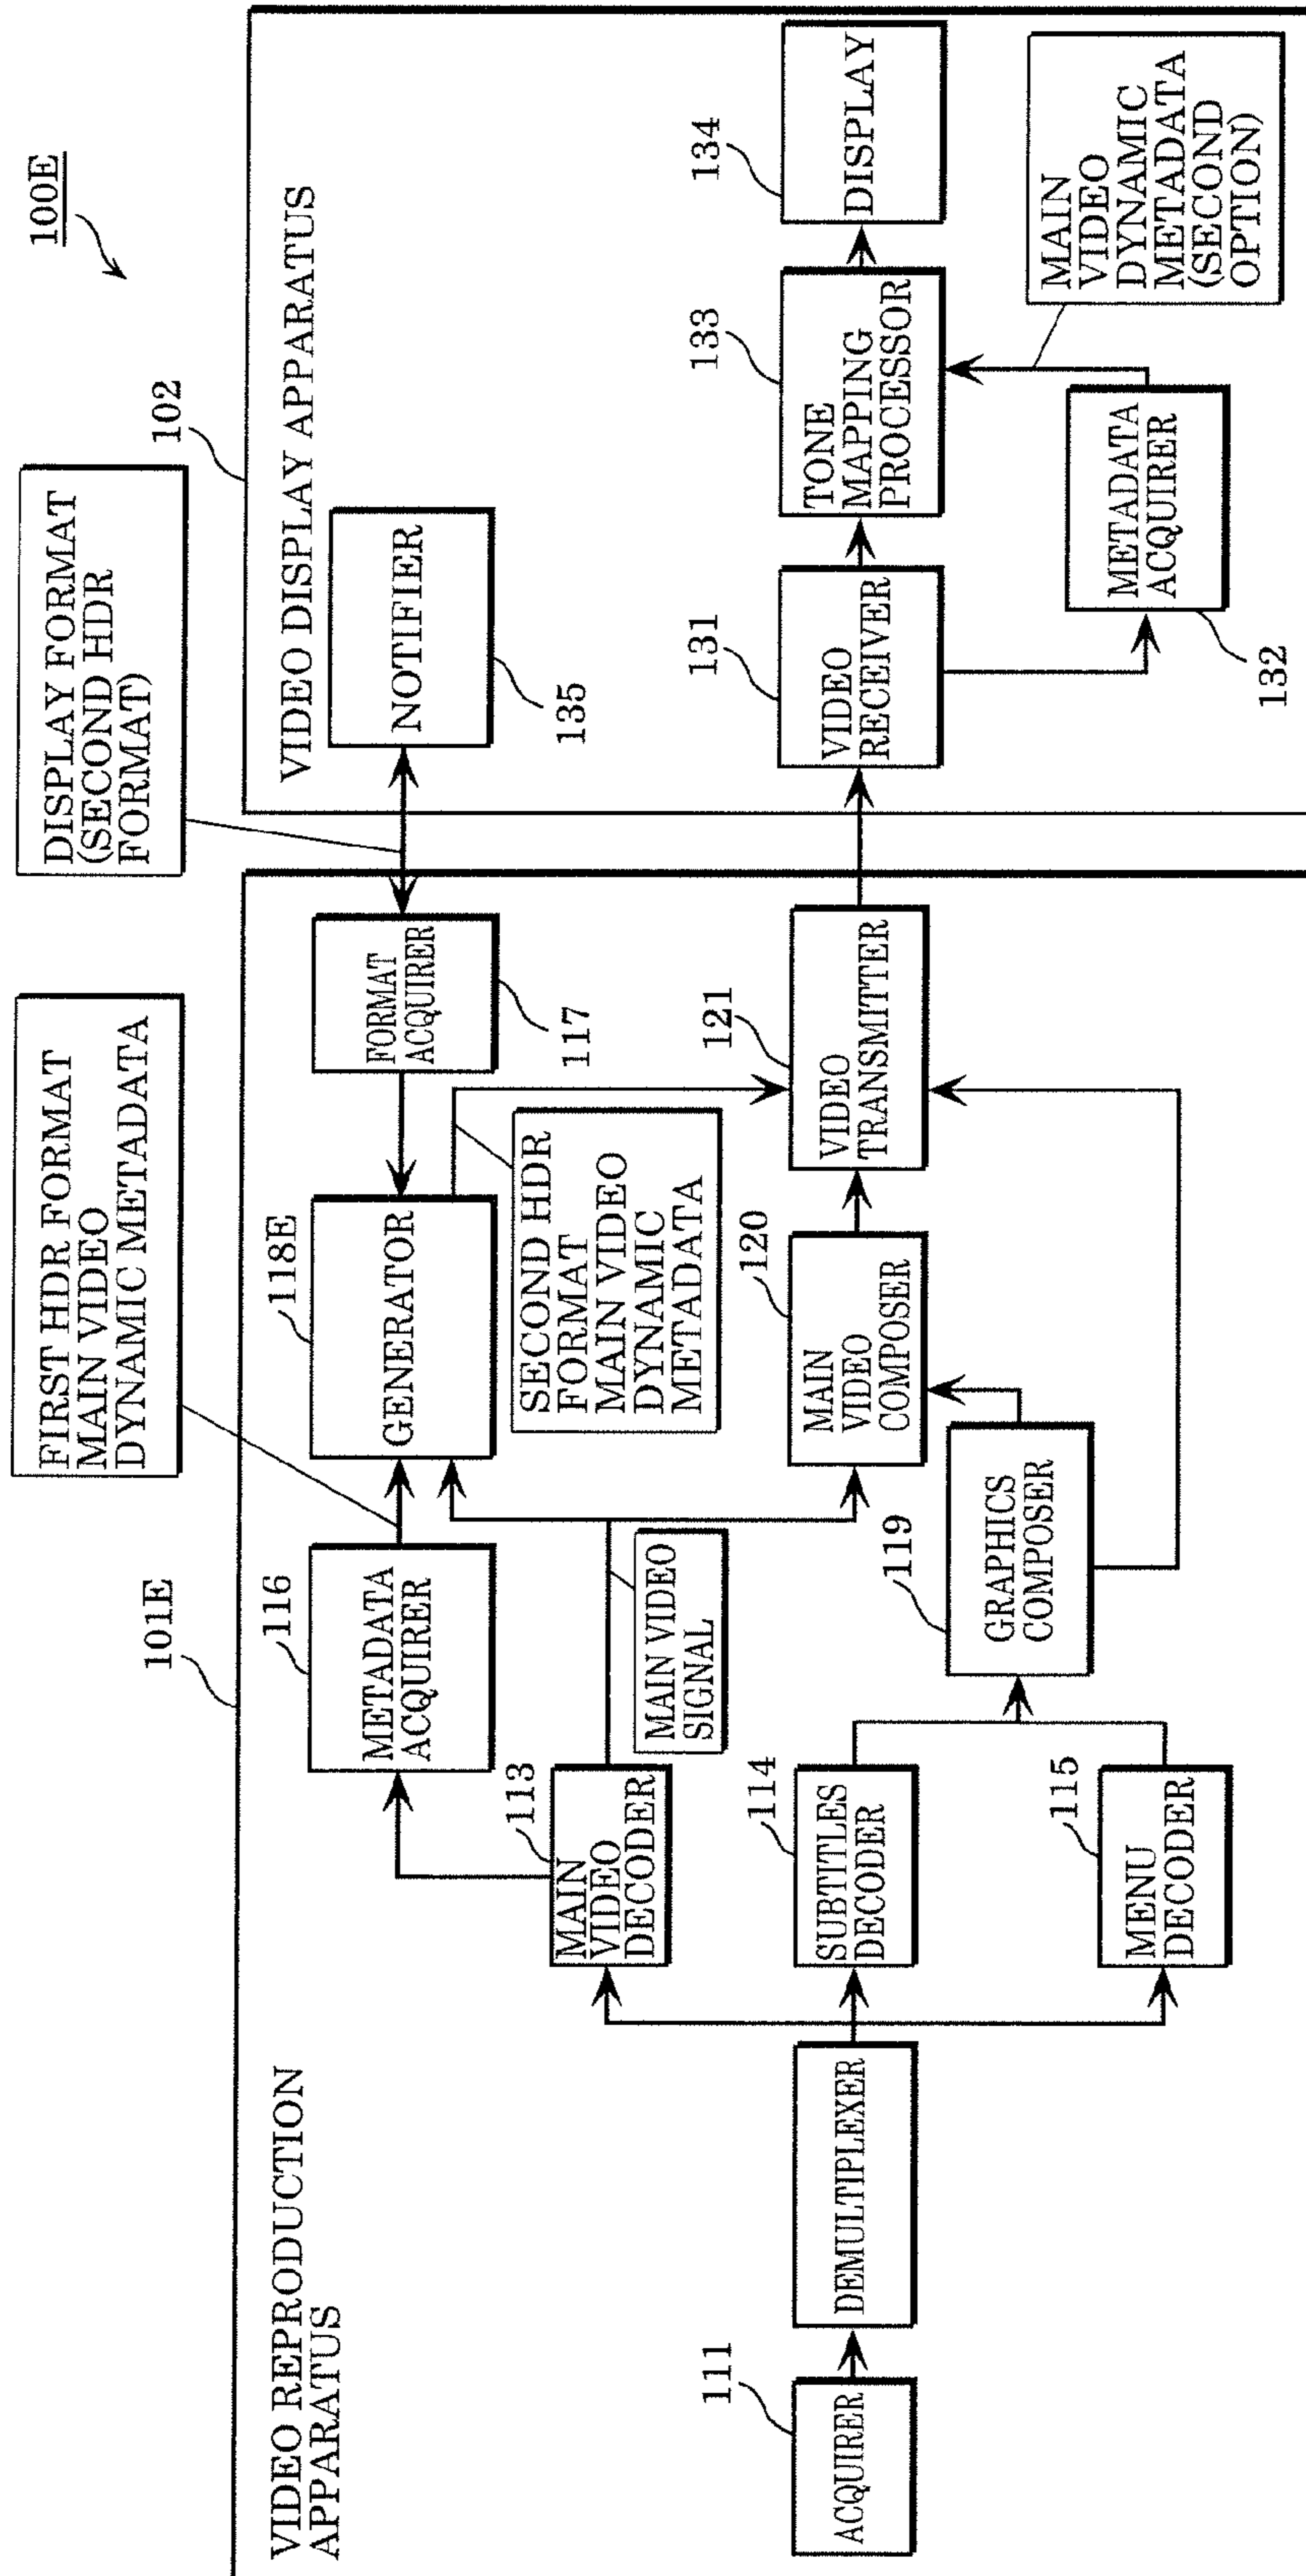 100E
FIRST HDR FORMAT
MAIN VIDEO
DYNAMIC METADATA
DISPLAY FORMAT
(SECOND HDR
FORMAT)
101E
102
VIDEO REPRODUCTION
APPARATUS
VIDEO DISPLAY APPARATUS
116
METADATA
ACQUIRER
118E
GENERATOR
FORMAT
ACQUIRER
117
NOTIFIER
135
SECOND HDR
FORMAT
MAIN VIDEO
DYNAMIC
METADATA
113
MAIN
VIDEO
DECODER
MAIN VIDEO
SIGNAL
111
ACQUIRER
DEMULTIPLEXER
114
SUBTITLES
DECODER
115
MENU
DECODER
119
GRAPHICS
COMPOSER
120
MAIN
VIDEO
COMPOSER
121
VIDEO
TRANSMITTER
131
VIDEO
RECEIVER
133
TONE
MAPPING
PROCESSOR
134
DISPLAY
METADATA
ACQUIRER
132
MAIN
VIDEO
DYNAMIC
METADATA
(SECOND
OPTION)